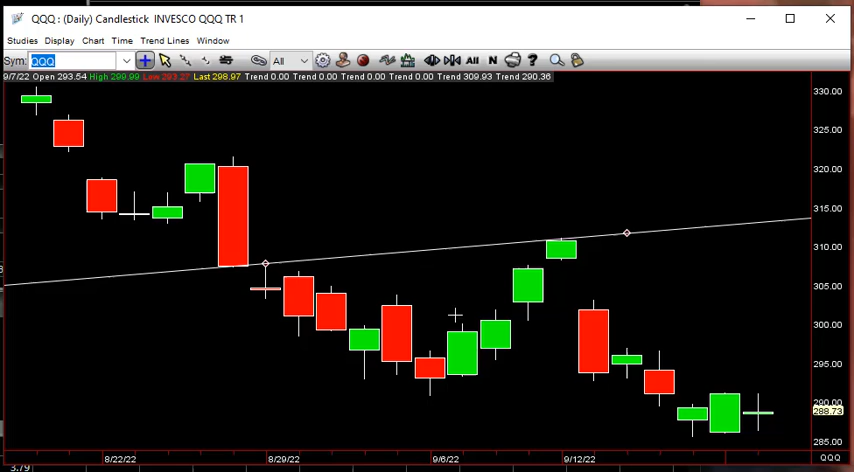 QQQ : (Daily) Candlestick INVESCO QQQ TR 1
Studies Display Chart Time Trend Lines Window
Sym: QQQ All All N ?
9/7/22 Open 293.54 High 299.99 Low 293.27 Last 298.97 Trend 0.00 Trend 0.00 Trend 0.00 Trend 0.00 Trend 309.93 Trend 290.36
330.00
325.00
320.00
315.00
310.00
305.00
300.00
295.00
290.00
288.73
285.00
8/22/22 8/29/22 9/6/22 9/12/22 QQQ
3.79